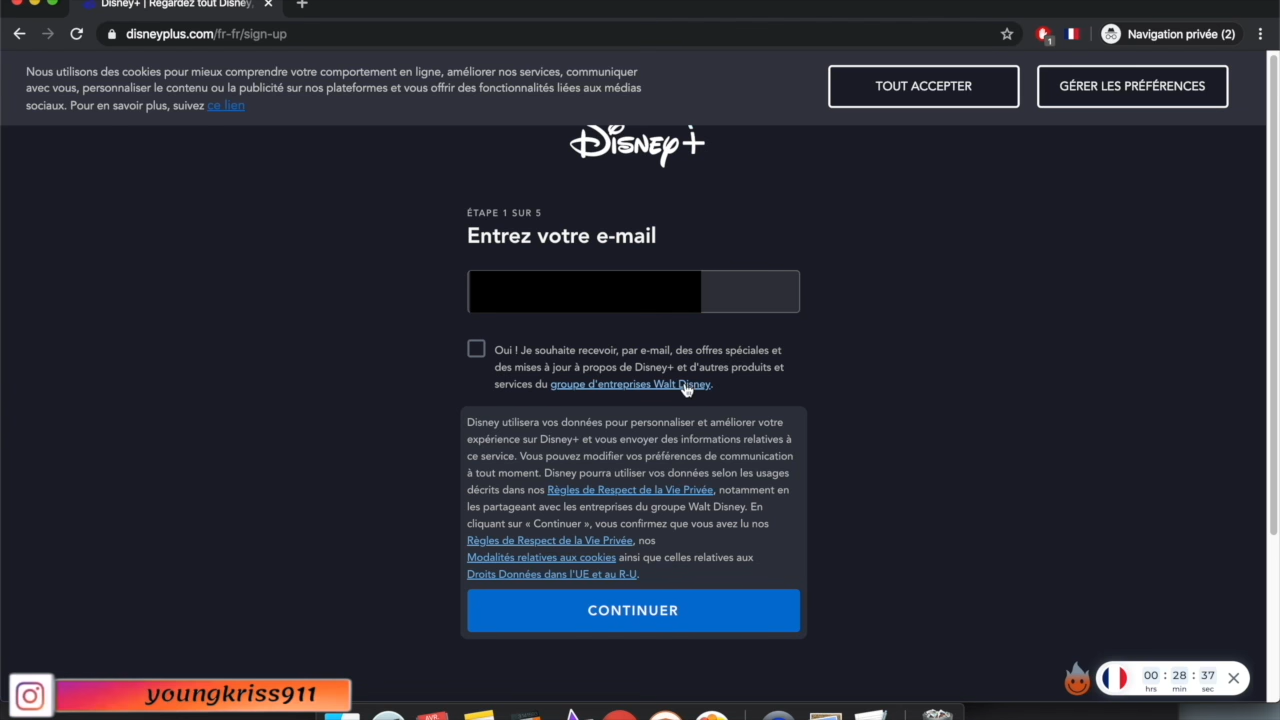 Disney+ | Regardez tout Disney,
disneyplus.com/fr-fr/sign-up
1
Navigation privée (2)
Nous utilisons des cookies pour mieux comprendre votre comportement en ligne, améliorer nos services, communiquer
avec vous, personnaliser le contenu ou la publicité sur nos plateformes et vous offrir des fonctionnalités liées aux médias
sociaux. Pour en savoir plus, suivez ce lien
TOUT ACCEPTER
GÉRER LES PRÉFÉRENCES
Disney+
ÉTAPE 1 SUR 5
Entrez votre e-mail
Oui ! Je souhaite recevoir, par e-mail, des offres spéciales et
des mises à jour à propos de Disney+ et d'autres produits et
services du groupe d'entreprises Walt Disney.
Disney utilisera vos données pour personnaliser et améliorer votre
expérience sur Disney+ et vous envoyer des informations relatives à
ce service. Vous pouvez modifier vos préférences de communication
à tout moment. Disney pourra utiliser vos données selon les usages
décrits dans nos Règles de Respect de la Vie Privée, notamment en
les partageant avec les entreprises du groupe Walt Disney. En
cliquant sur « Continuer », vous confirmez que vous avez lu nos
Règles de Respect de la Vie Privée, nos
Modalités relatives aux cookies ainsi que celles relatives aux
Droits Données dans l'UE et au R-U.
CONTINUER
youngkriss911
00 : 28 : 37
hrs min sec
AVR.